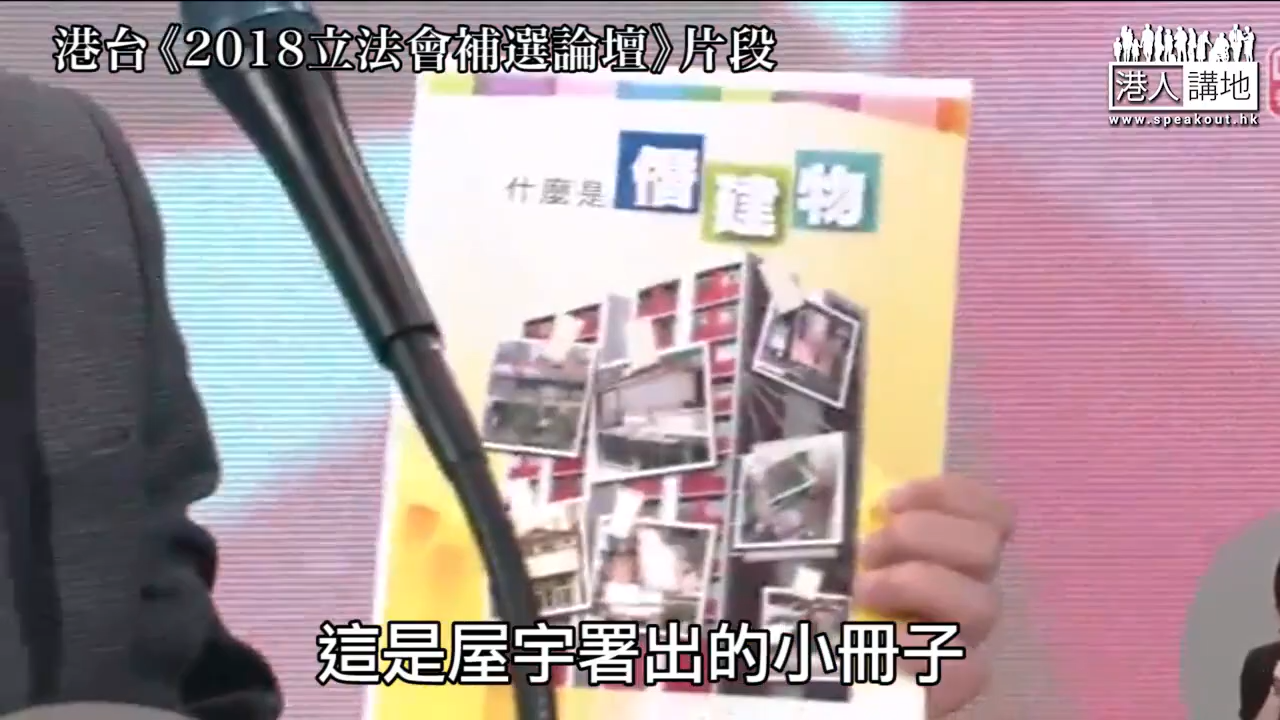 港台《2018立法會補選論壇》片段
港人講地
www.speakout.hk
什麼是僭建物
這是屋宇署出的小冊子